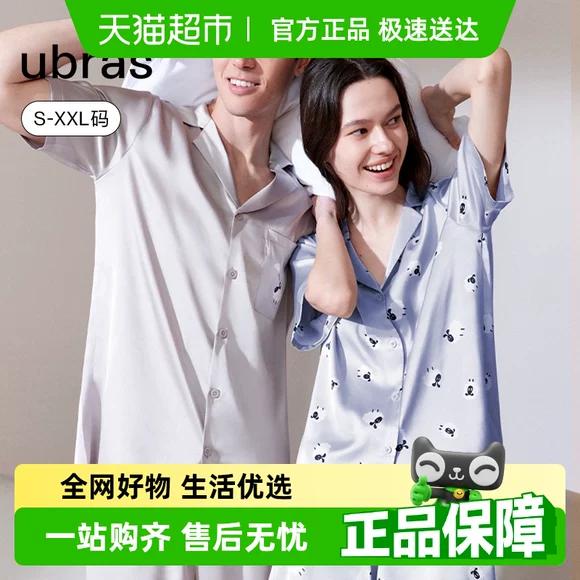 天猫超市 官方正品 极速送达
ubras
S-XXL码
全网好物 生活优选
一站购齐 售后无忧
正品保障